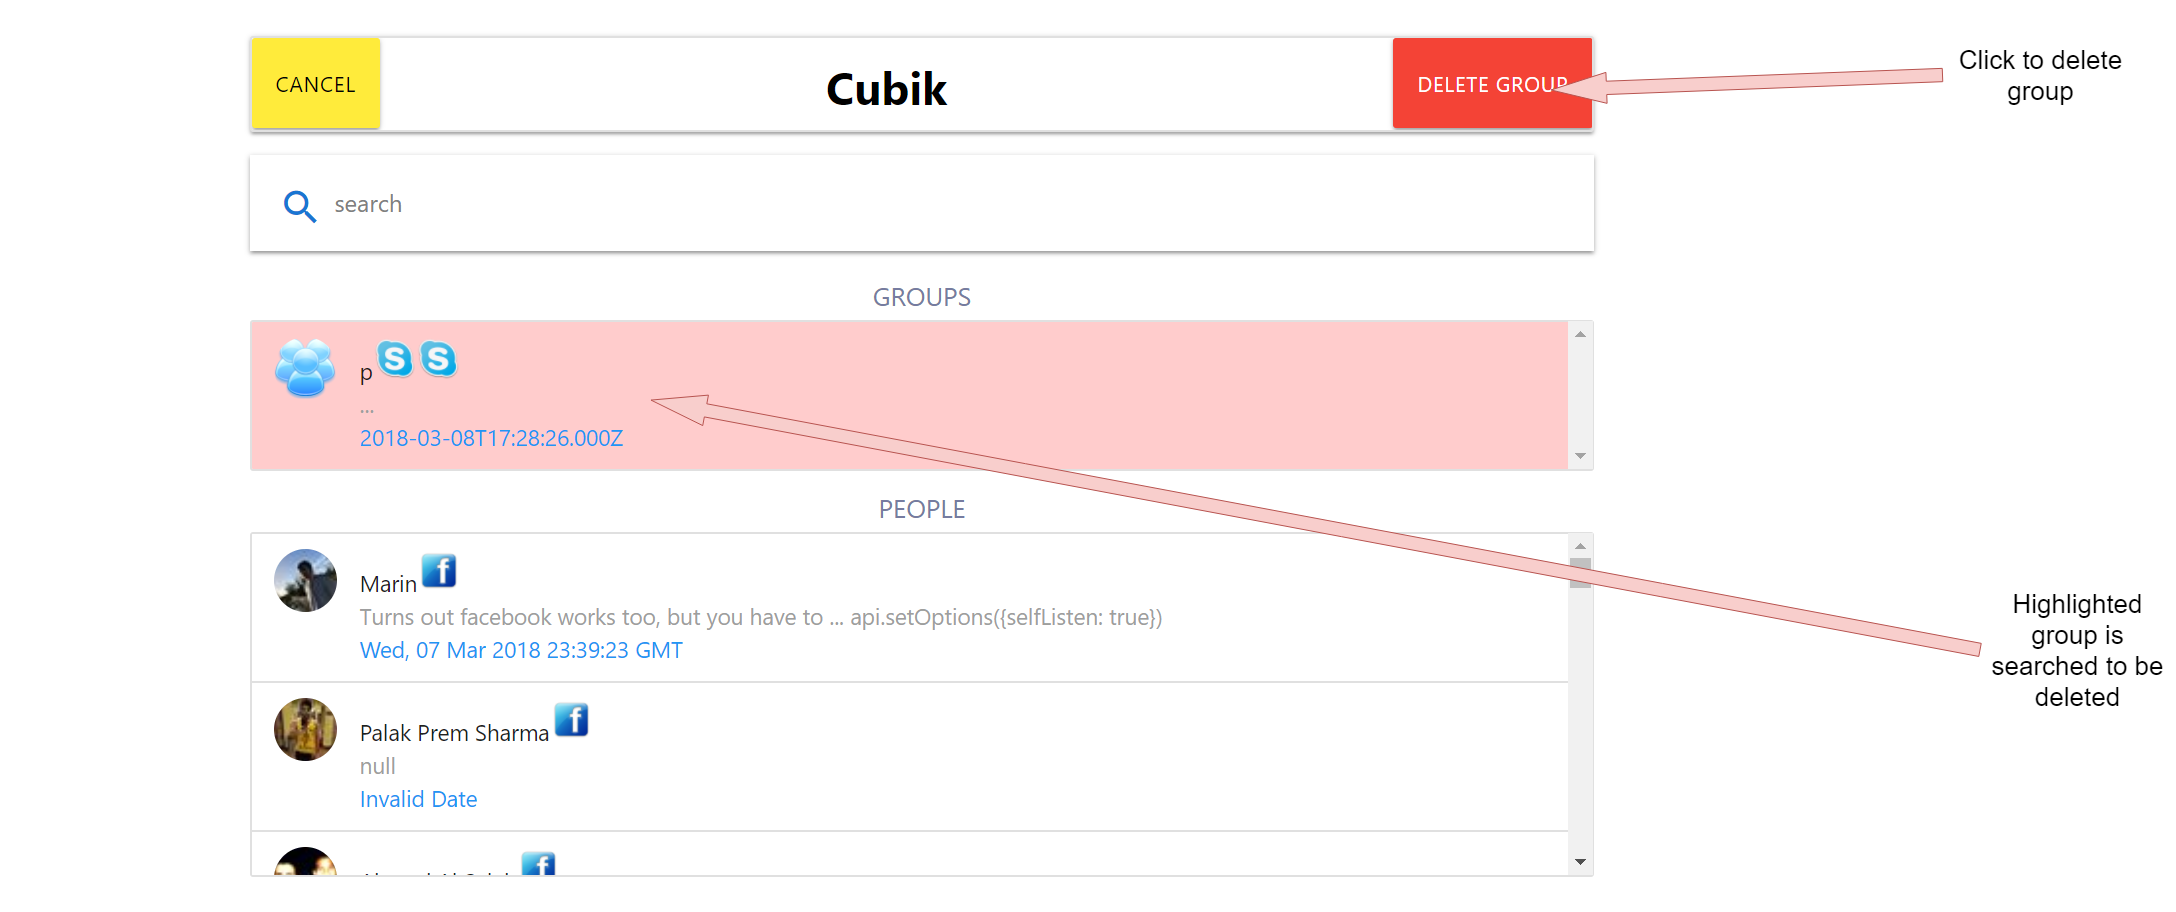 CANCEL
Cubik
DELETE GROUP
Click to delete
group
search
GROUPS
p
...
2018-03-08T17:28:26.000Z
PEOPLE
Marin
Turns out facebook works too, but you have to ... api.setOptions({selfListen: true})
Wed, 07 Mar 2018 23:39:23 GMT
Highlighted
group is
searched to be
deleted
Palak Prem Sharma
null
Invalid Date